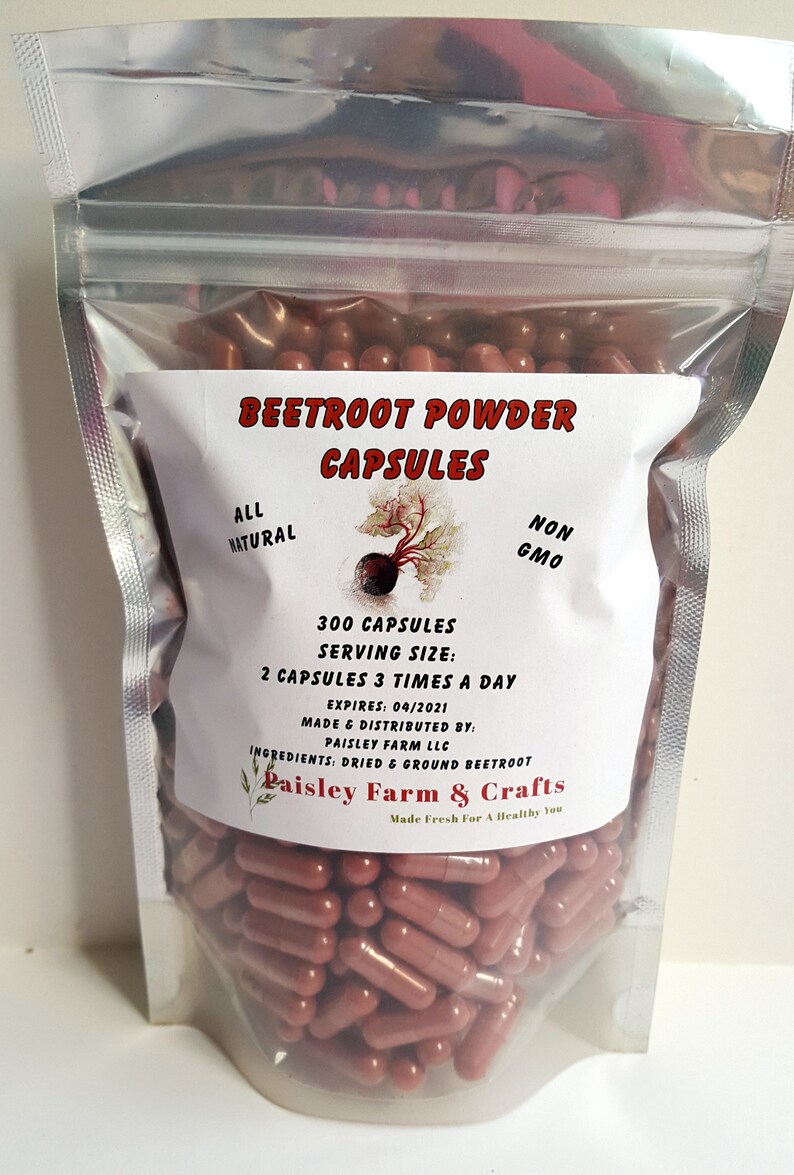 BEETROOT POWDER
CAPSULES
ALL
NATURAL
NON
GMO
300 CAPSULES
SERVING SIZE:
2 CAPSULES 3 TIMES A DAY
EXPIRES: 04/2021
MADE & DISTRIBUTED BY:
PAISLEY FARM LLC
INGREDIENTS: DRIED & GROUND BEETROOT
Paisley Farm & Crafts
Made Fresh For A Healthy You